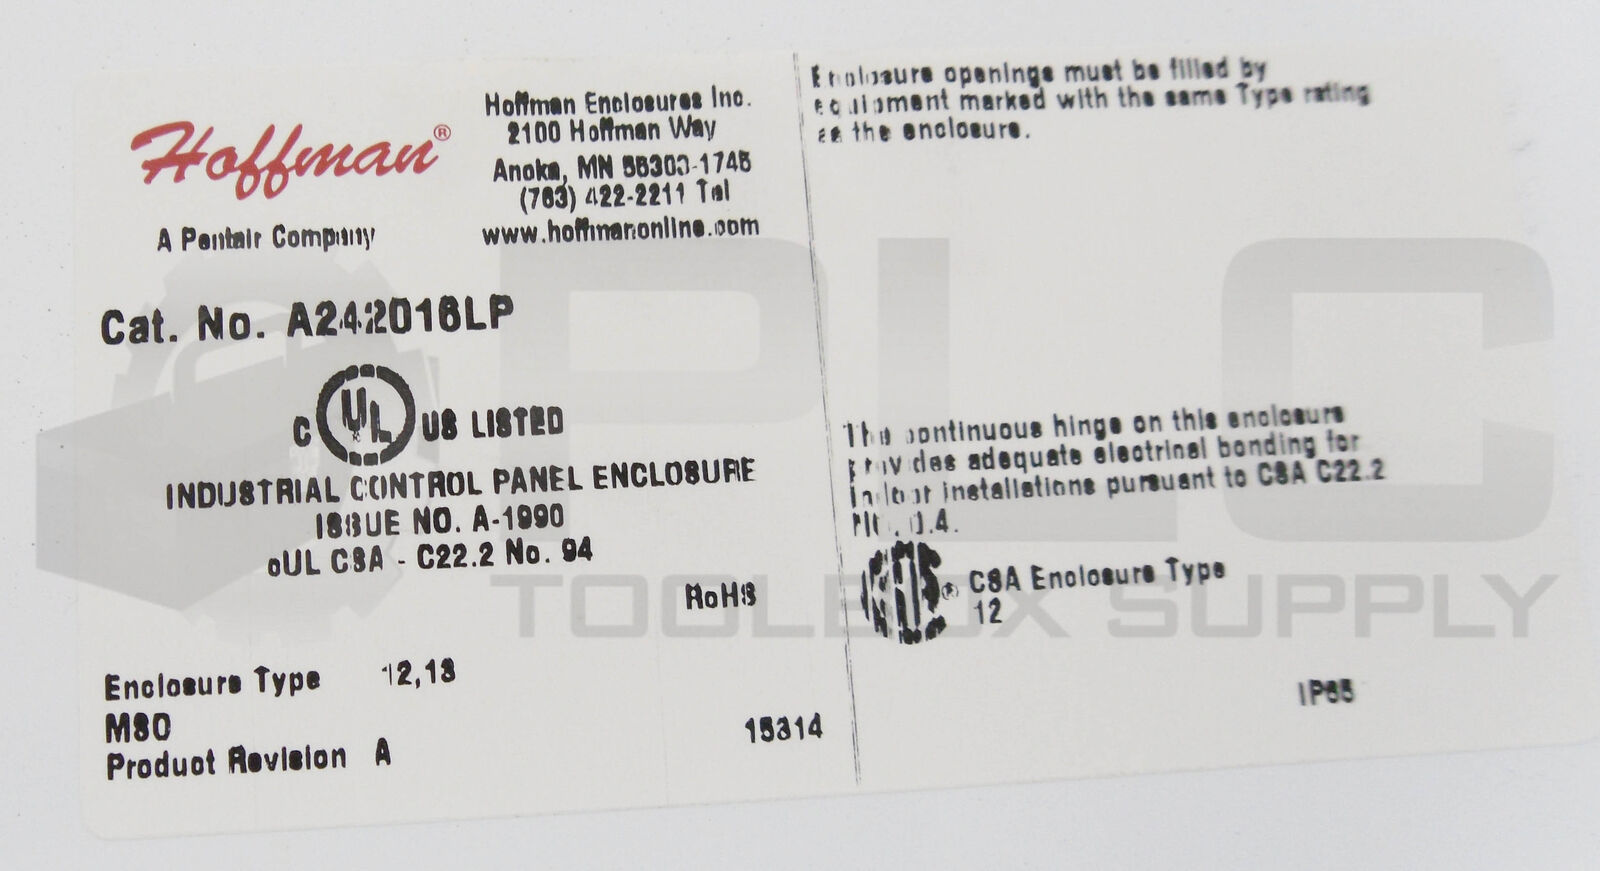 Hoffman®
A Pentair Company
Hoffman Enclosures Inc.
2100 Hoffman Way
Anoka, MN 55303-1745
(763) 422-2211 Tel
www.hoffmanonline.com
Cat. No. A242016LP
C UL US LISTED
INDUSTRIAL CONTROL PANEL ENCLOSURE
ISSUE NO. A-1990
cUL CSA - C22.2 No. 94
RoHS
Enclosure Type 12,13
Product Revision A
15314
Enclosure openings must be filled by
equipment marked with the same Type rating
as the enclosure.
The continuous hinge on this enclosure
provides adequate electrical bonding for
indoor installations pursuant to CSA C22.2
0.4.
® CSA Enclosure Type
12
IP65
PLC
TOOLBOX SUPPLY